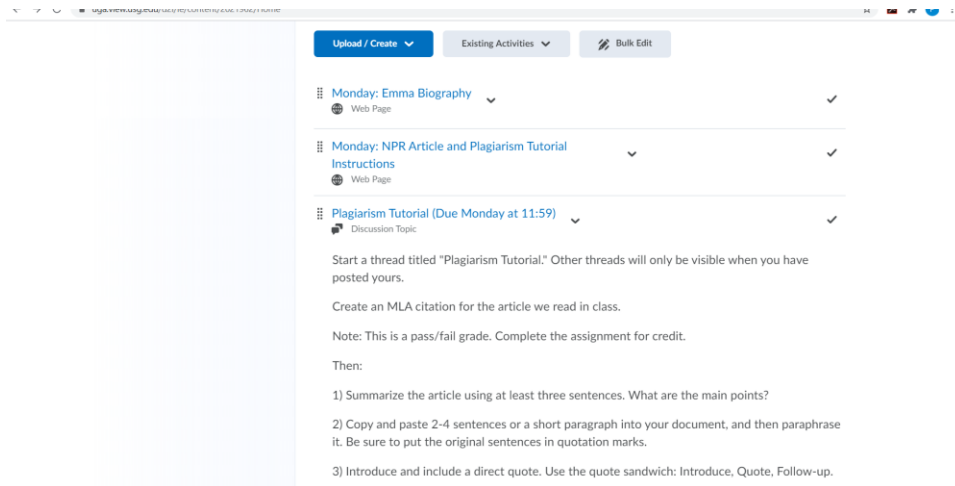 Upload / Create
Existing Activities
Bulk Edit
Monday: Emma Biography
Web Page
Monday: NPR Article and Plagiarism Tutorial
Instructions
Web Page
Plagiarism Tutorial (Due Monday at 11:59)
Discussion Topic
Start a thread titled "Plagiarism Tutorial." Other threads will only be visible when you have
posted yours.
Create an MLA citation for the article we read in class.
Note: This is a pass/fail grade. Complete the assignment for credit.
Then:
1) Summarize the article using at least three sentences. What are the main points?
2) Copy and paste 2-4 sentences or a short paragraph into your document, and then paraphrase
it. Be sure to put the original sentences in quotation marks.
3) Introduce and include a direct quote. Use the quote sandwich: Introduce, Quote, Follow-up.